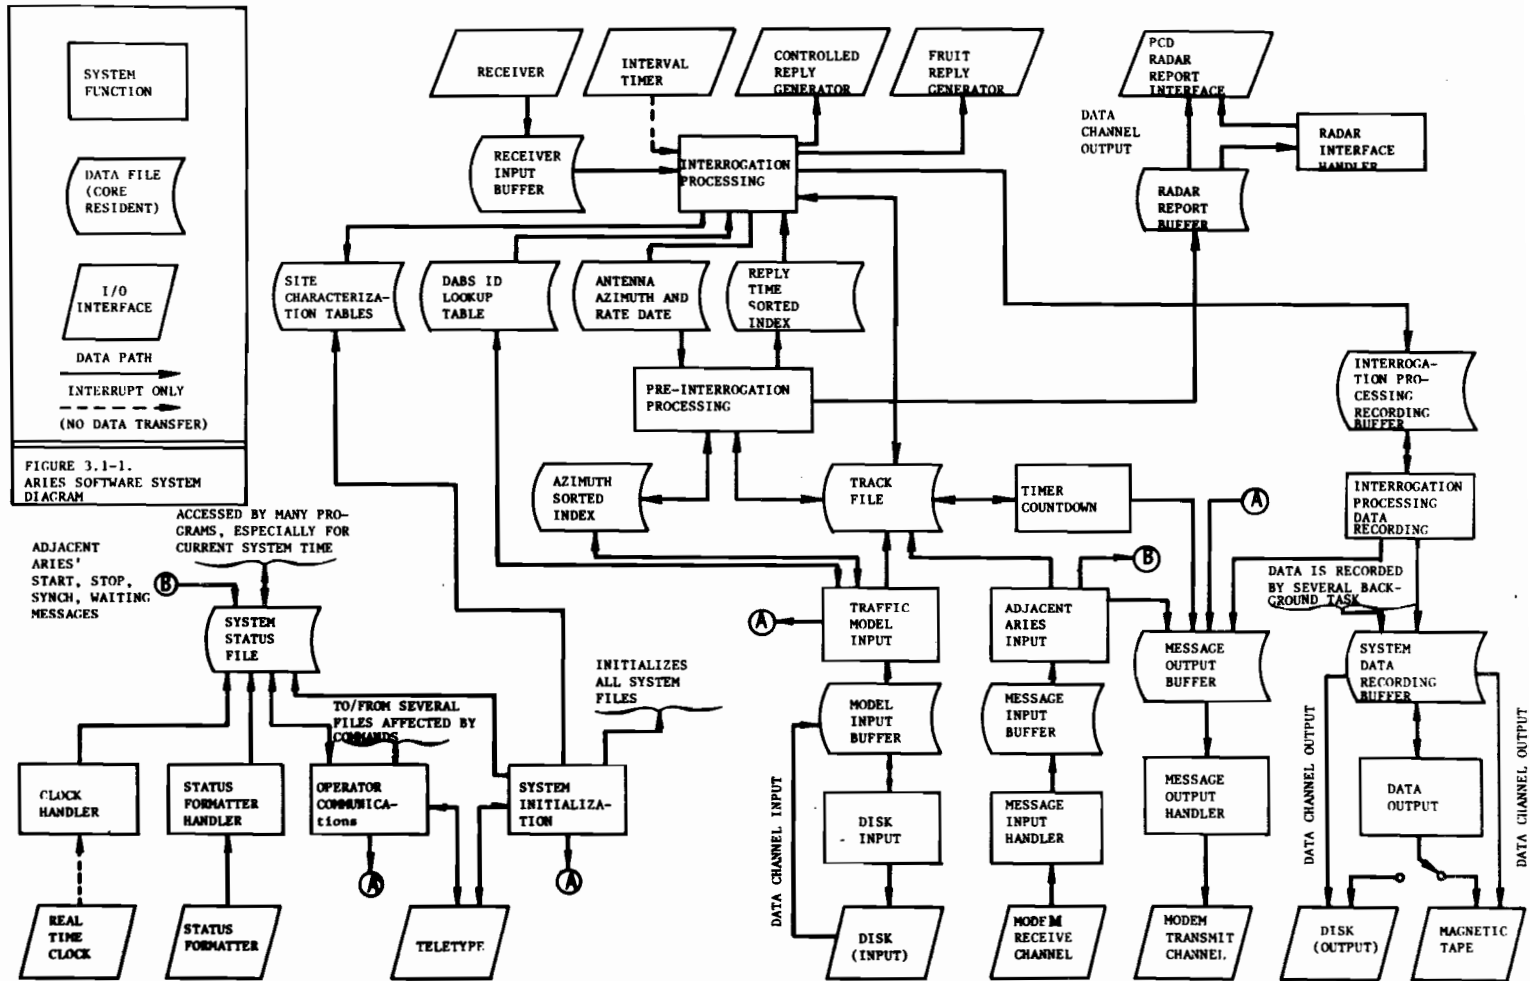 SYSTEM
FUNCTION
DATA FILE
(CORE
RESIDENT)
I/O
INTERFACE
DATA PATH
INTERRUPT ONLY
(NO DATA TRANSFER)
FIGURE 3.1-1.
ARIES SOFTWARE SYSTEM
DIAGRAM
RECEIVER
INTERVAL
TIMER
CONTROLLED
REPLY
GENERATOR
FRUIT
REPLY
GENERATOR
PCD
RADAR
REPORT
INTERFACE
DATA
CHANNEL
OUTPUT
RADAR
INTERFACE
HANDLER
RECEIVER
INPUT
BUFFER
INTERROGATION
PROCESSING
RADAR
REPORT
BUFFER
SITE
CHARACTERIZA-
TION TABLES
DABS ID
LOOKUP
TABLE
ANTENNA
AZIMUTH AND
RATE DATE
REPLY
TIME
SORTED
INDEX
PRE-INTERROGATION
PROCESSING
INTERROGA-
TION PRO-
CESSING
RECORDING
BUFFER
AZIMUTH
SORTED
INDEX
TRACK
FILE
TIMER
COUNTDOWN
A
INTERROGATION
PROCESSING
DATA
RECORDING
ACCESSED BY MANY PRO-
GRAMS, ESPECIALLY FOR
CURRENT SYSTEM TIME
ADJACENT
ARIES'
START, STOP,
SYNCH, WAITING
MESSAGES
B
B
DATA IS RECORDED
BY SEVERAL BACK-
GROUND TASK
SYSTEM
STATUS
FILE
A
TRAFFIC
MODEL
INPUT
ADJACENT
ARIES
INPUT
MESSAGE
OUTPUT
BUFFER
SYSTEM
DATA
RECORDING
BUFFER
INITIALIZES
ALL SYSTEM
FILES
TO/FROM SEVERAL
FILES AFFECTED BY
COMMANDS
MODEL
INPUT
BUFFER
MESSAGE
INPUT
BUFFER
CLOCK
HANDLER
STATUS
FORMATTER
HANDLER
OPERATOR
COMMUNICA-
tions
SYSTEM
INITIALIZA-
TION
DATA CHANNEL INPUT
DISK
INPUT
MESSAGE
INPUT
HANDLER
MESSAGE
OUTPUT
HANDLER
DATA CHANNEL OUTPUT
DATA
OUTPUT
DATA CHANNEL OUTPUT
A
A
REAL
TIME
CLOCK
STATUS
FORMATTER
TELETYPE
DISK
(INPUT)
MODEM
RECEIVE
CHANNEL
MODEM
TRANSMIT
CHANNEL
DISK
(OUTPUT)
MAGNETIC
TAPE